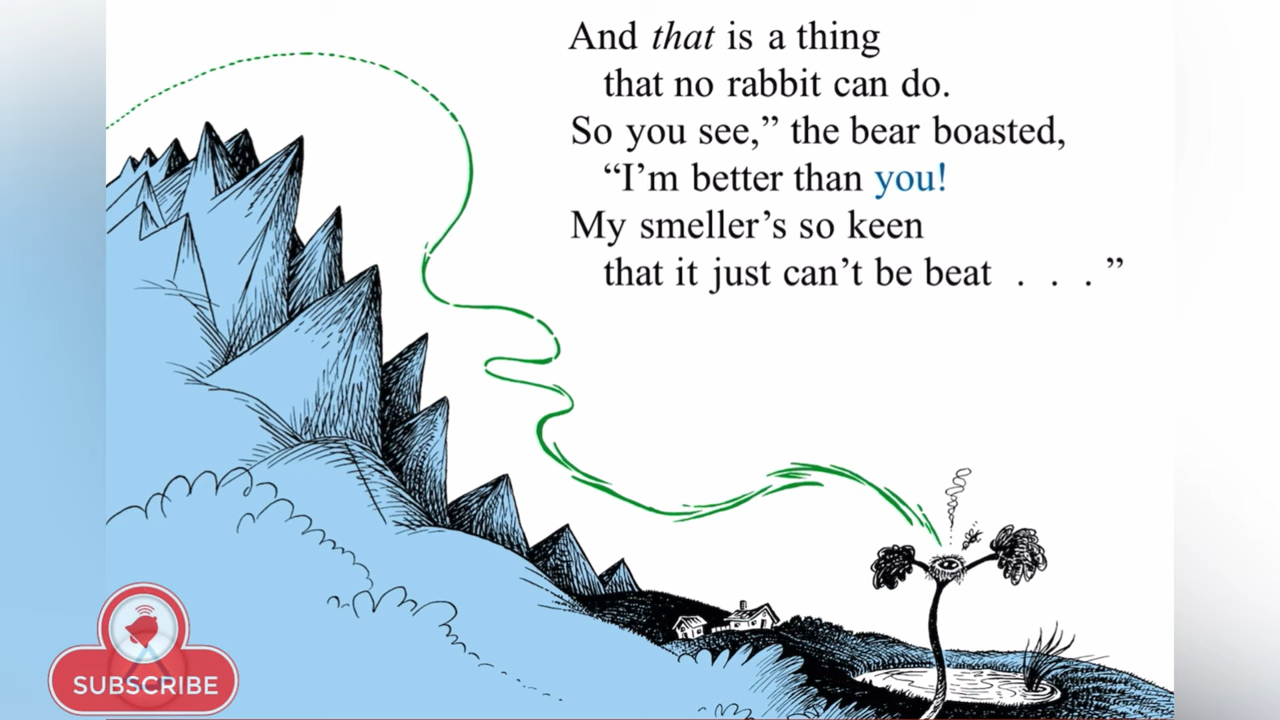 And that is a thing
that no rabbit can do.
So you see,” the bear boasted,
“I’m better than you!
My smeller’s so keen
that it just can’t be beat . . . ”
SUBSCRIBE